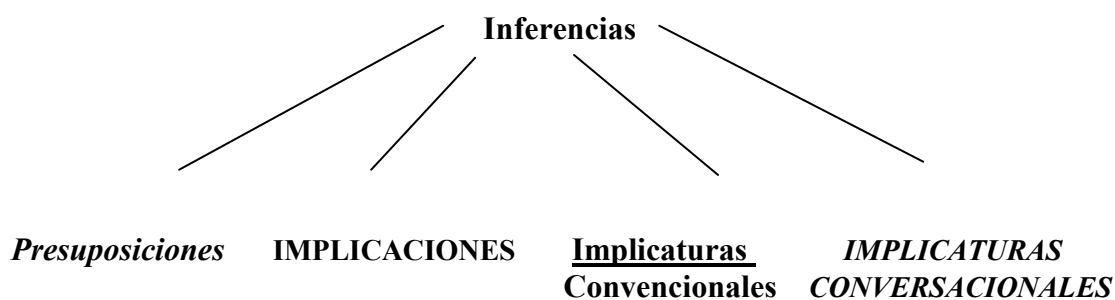 Inferencias
Presuposiciones IMPLICACIONES Implicaturas IMPLICATURAS
Convencionales CONVERSACIONALES